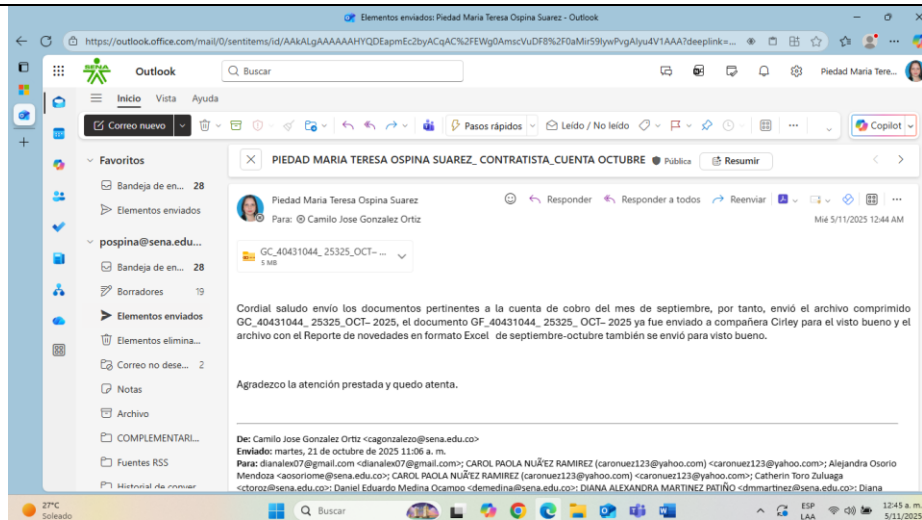 Elementos enviados: Piedad Maria Teresa Ospina Suarez - Outlook
https://outlook.office.com/mail/0/sentitems/id/
SENA
Outlook
Buscar
Piedad Maria Tere...
Inicio Vista Ayuda
Correo nuevo
Pasos rápidos
Leído / No leído
Copilot
Favoritos
Bandeja de en... 28
Elementos enviados
pospina@sena.edu...
Bandeja de en... 28
Borradores 19
Elementos enviados
Elementos elimina...
Correo no dese... 2
Notas
Archivo
COMPLEMENTARI...
Fuentes RSS
Historial de conver
PIEDAD MARIA TERESA OSPINA SUAREZ_ CONTRATISTA_CUENTA OCTUBRE Pública Resumir
Piedad Maria Teresa Ospina Suarez
Responder Responder a todos Reenviar
Para: Camilo Jose Gonzalez Ortiz
Mié 5/11/2025 12:44 AM
GC_40431044_ 25325_OCT– ...
5 MB
Cordial saludo envío los documentos pertinentes a la cuenta de cobro del mes de septiembre, por tanto, envió el archivo comprimido
GC_40431044_ 25325_OCT– 2025, el documento GF_40431044_ 25325_ OCT– 2025 ya fue enviado a compañera Cirley para el visto bueno y el
archivo con el Reporte de novedades en formato Excel de septiembre-octubre también se envió para visto bueno.
Agradezco la atención prestada y quedo atenta.
De: Camilo Jose Gonzalez Ortiz <cagonzalezo@sena.edu.co>
Enviado: martes, 21 de octubre de 2025 11:06 a. m.
Para: dianalex07@gmail.com <dianalex07@gmail.com>; CAROL PAOLA NUÃ'EZ RAMIREZ (caronuez123@yahoo.com) <caronuez123@yahoo.com>; Alejandra Osorio
Mendoza <aosoriome@sena.edu.co>; CAROL PAOLA NUÃ'EZ RAMIREZ (caronuez123@yahoo.com) <caronuez123@yahoo.com>; Catherin Toro Zuluaga
<ctoroz@sena.edu.co>; Daniel Eduardo Medina Ocampo <demedina@sena.edu.co>; DIANA ALEXANDRA MARTINEZ PATIÑO <dmmartinez@sena.edu.co>; Diana
27°C
Soleado
Buscar
ESP
LAA
12:45 a. m.
5/11/2025